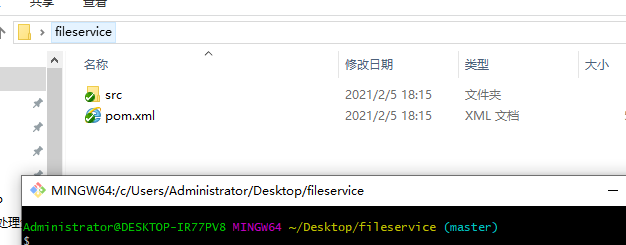 共享 查看
fileservice
名称 修改日期 类型 大小
src 2021/2/5 18:15 文件夹
pom.xml 2021/2/5 18:15 XML 文档
MINGW64:/c/Users/Administrator/Desktop/fileservice
Administrator@DESKTOP-IR77PV8 MINGW64 ~/Desktop/fileservice (master)
处理
$